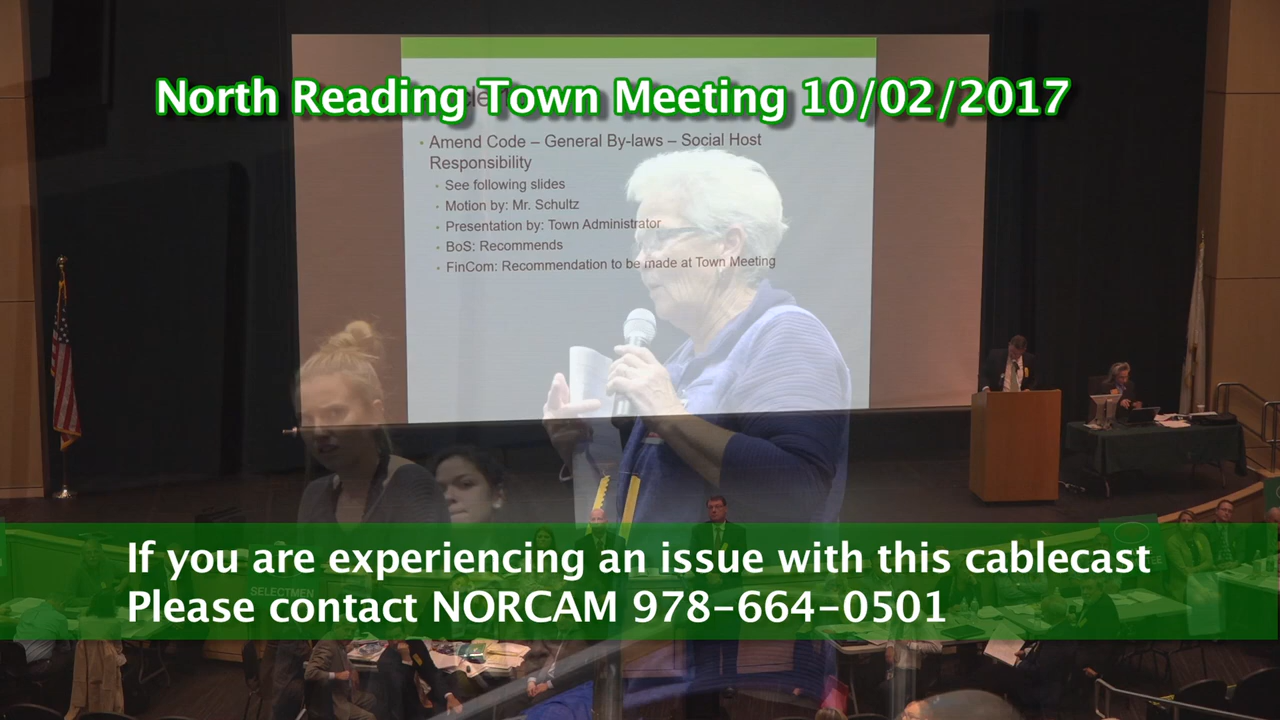 North Reading Town Meeting 10/02/2017
• Amend Code – General By-laws – Social Host
Responsibility
• See following slides
• Motion by: Mr. Schultz
• Presentation by: Town Administrator
• BoS: Recommends
• FinCom: Recommendation to be made at Town Meeting
If you are experiencing an issue with this cablecast
SELECTMEN
Please contact NORCAM 978-664-0501